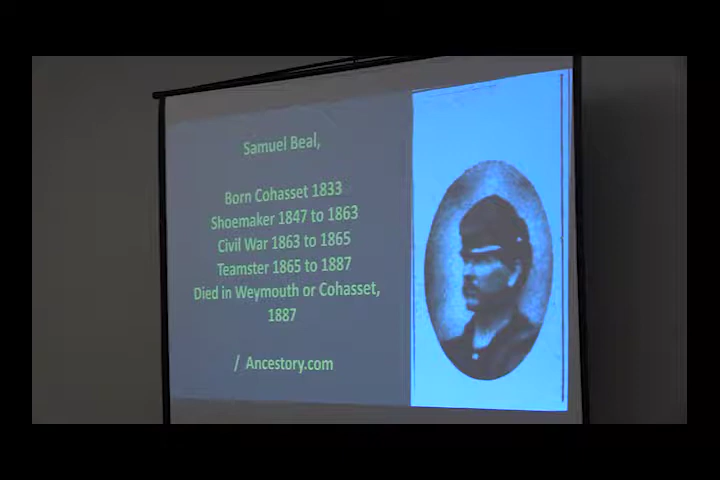 Samuel Beal,
Born Cohasset 1833
Shoemaker 1847 to 1863
Civil War 1863 to 1865
Teamster 1865 to 1887
Died in Weymouth or Cohasset,
1887
/ Ancestory.com